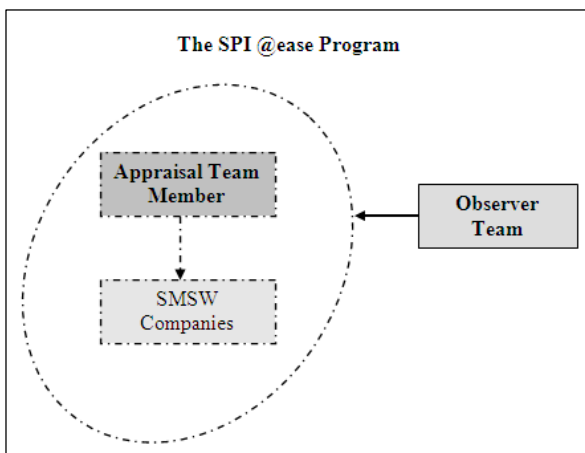 The SPI @ease Program
Appraisal Team
Member
Observer
Team
SMSW
Companies